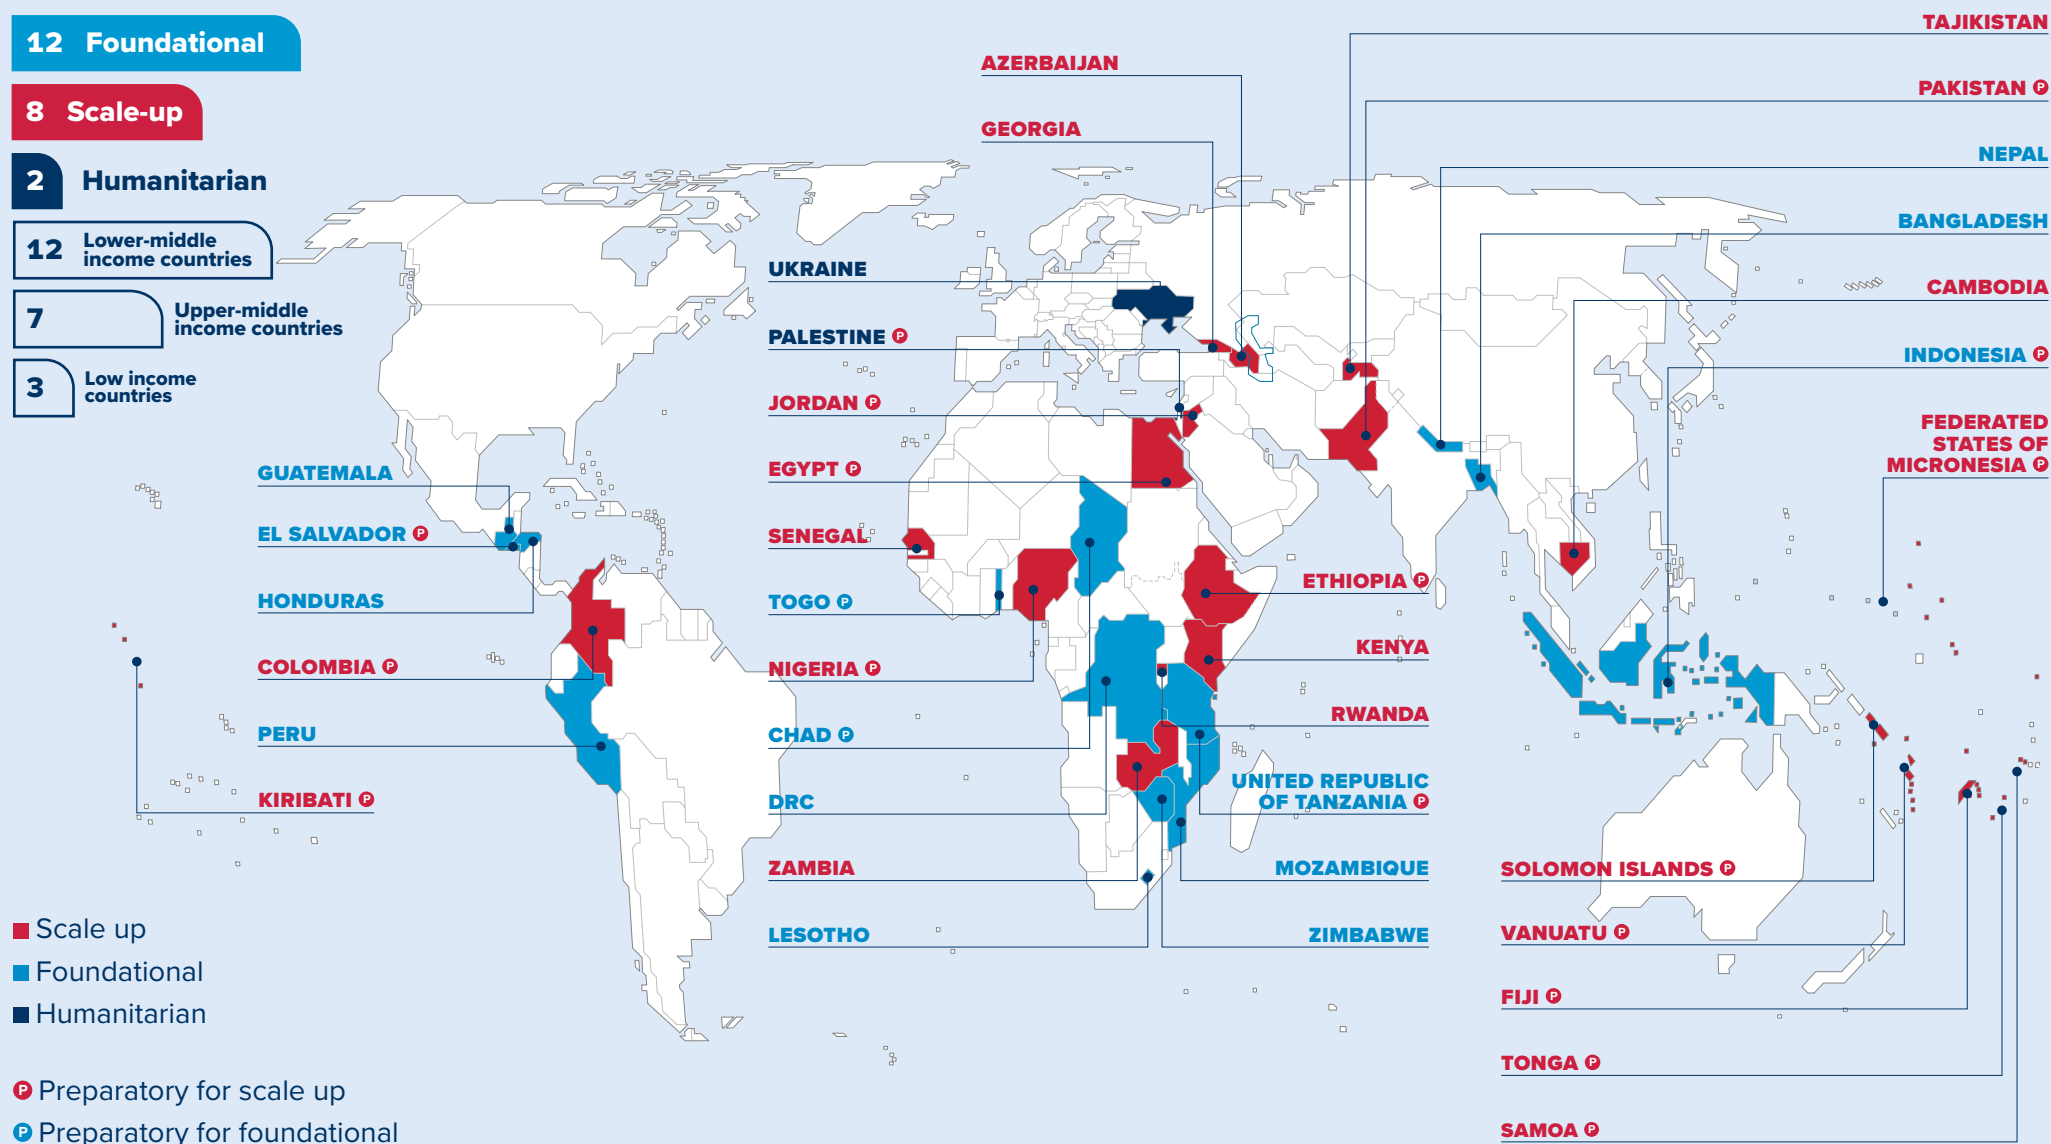 12 Foundational
8 Scale-up
2 Humanitarian
12 Lower-middle
income countries
7 Upper-middle
income countries
3 Low income
countries
GUATEMALA
EL SALVADOR P
HONDURAS
COLOMBIA P
PERU
KIRIBATI P
AZERBAIJAN
GEORGIA
UKRAINE
PALESTINE P
JORDAN P
EGYPT P
SENEGAL
TOGO P
NIGERIA P
CHAD P
DRC
ZAMBIA
LESOTHO
ETHIOPIA P
KENYA
RWANDA
UNITED REPUBLIC
OF TANZANIA P
MOZAMBIQUE
ZIMBABWE
TAJIKISTAN
PAKISTAN P
NEPAL
BANGLADESH
CAMBODIA
INDONESIA P
FEDERATED
STATES OF
MICRONESIA P
SOLOMON ISLANDS P
VANUATU P
FIJI P
TONGA P
SAMOA P
Scale up
Foundational
Humanitarian
P Preparatory for scale up
P Preparatory for foundational